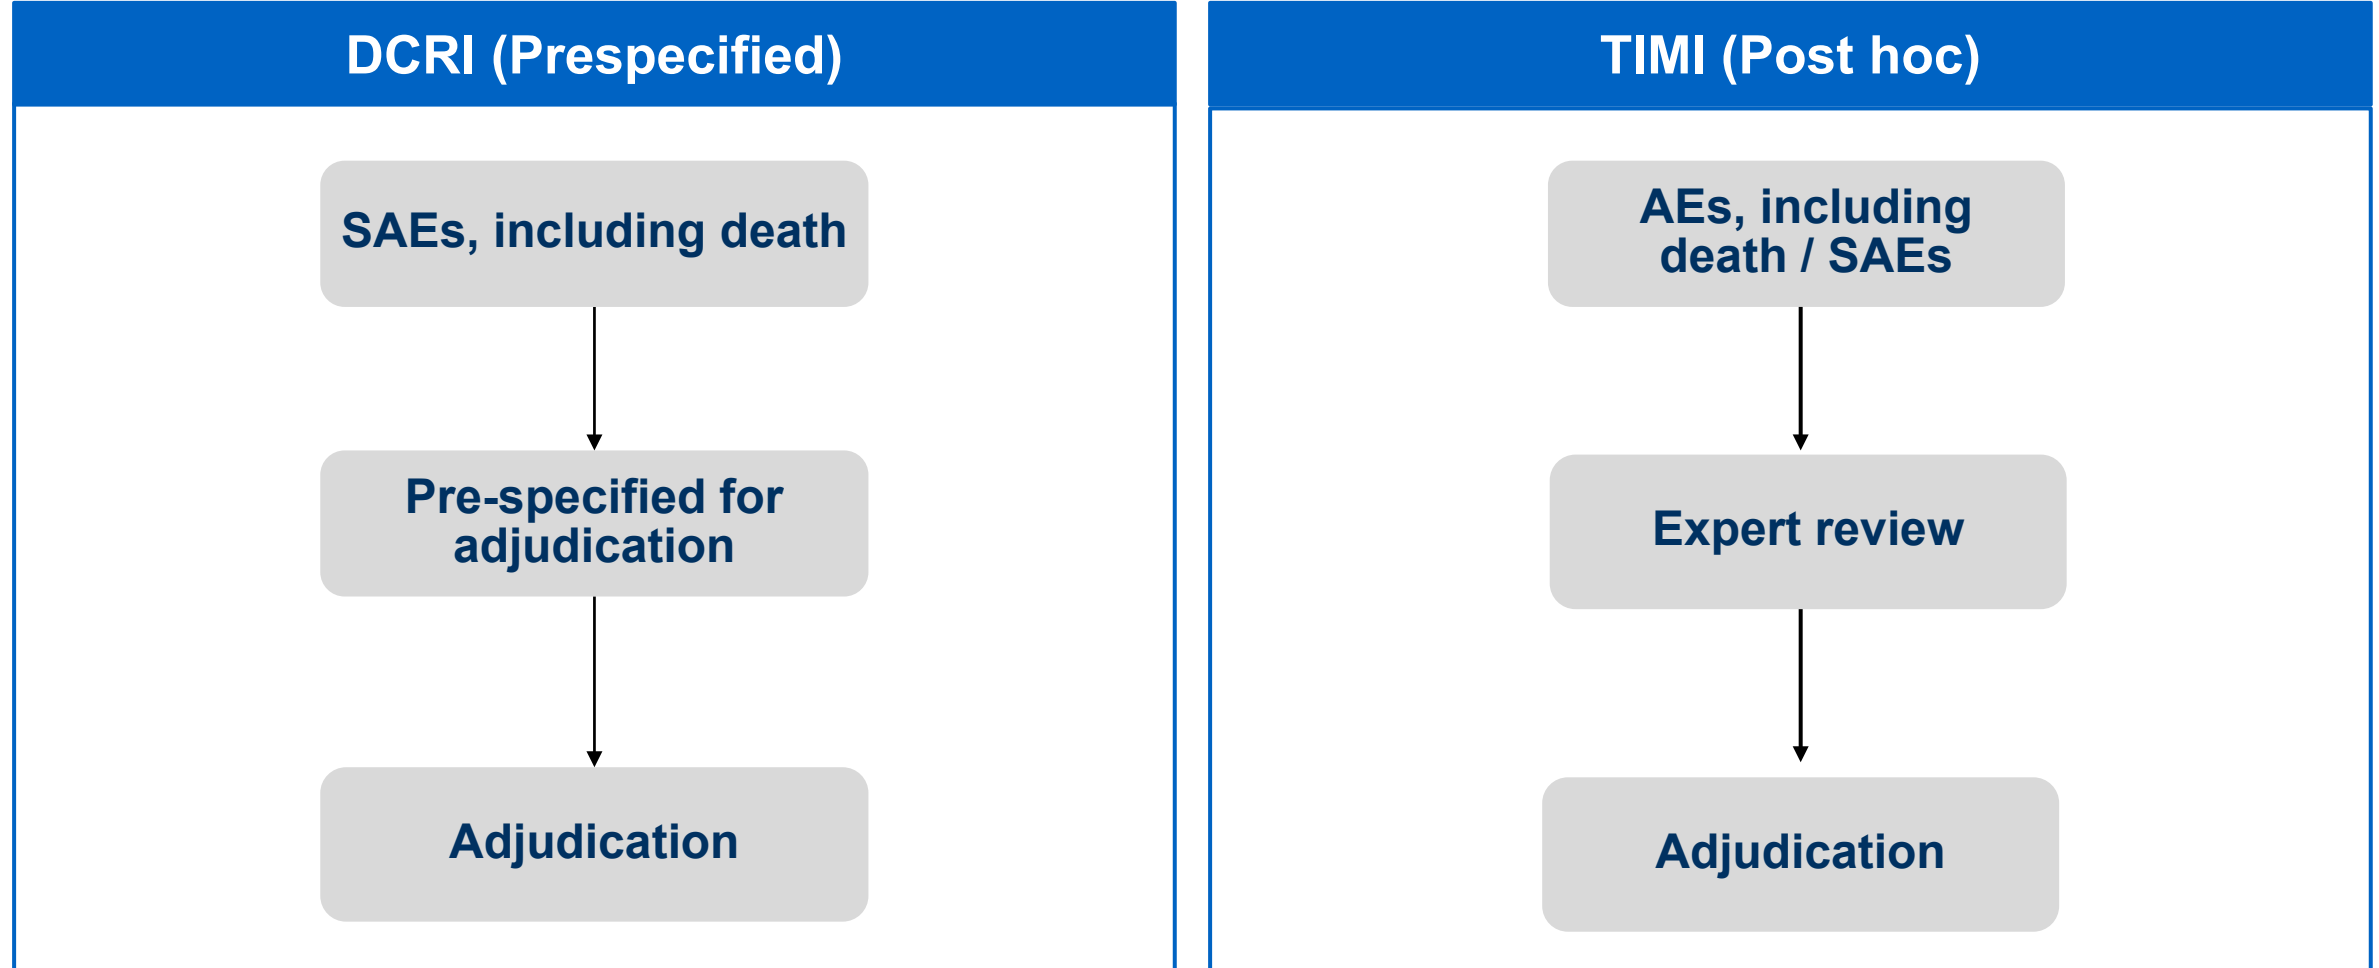 DCRI (Prespecified)
SAEs, including death
Pre-specified for
adjudication
Adjudication
TIMI (Post hoc)
AEs, including
death / SAEs
Expert review
Adjudication